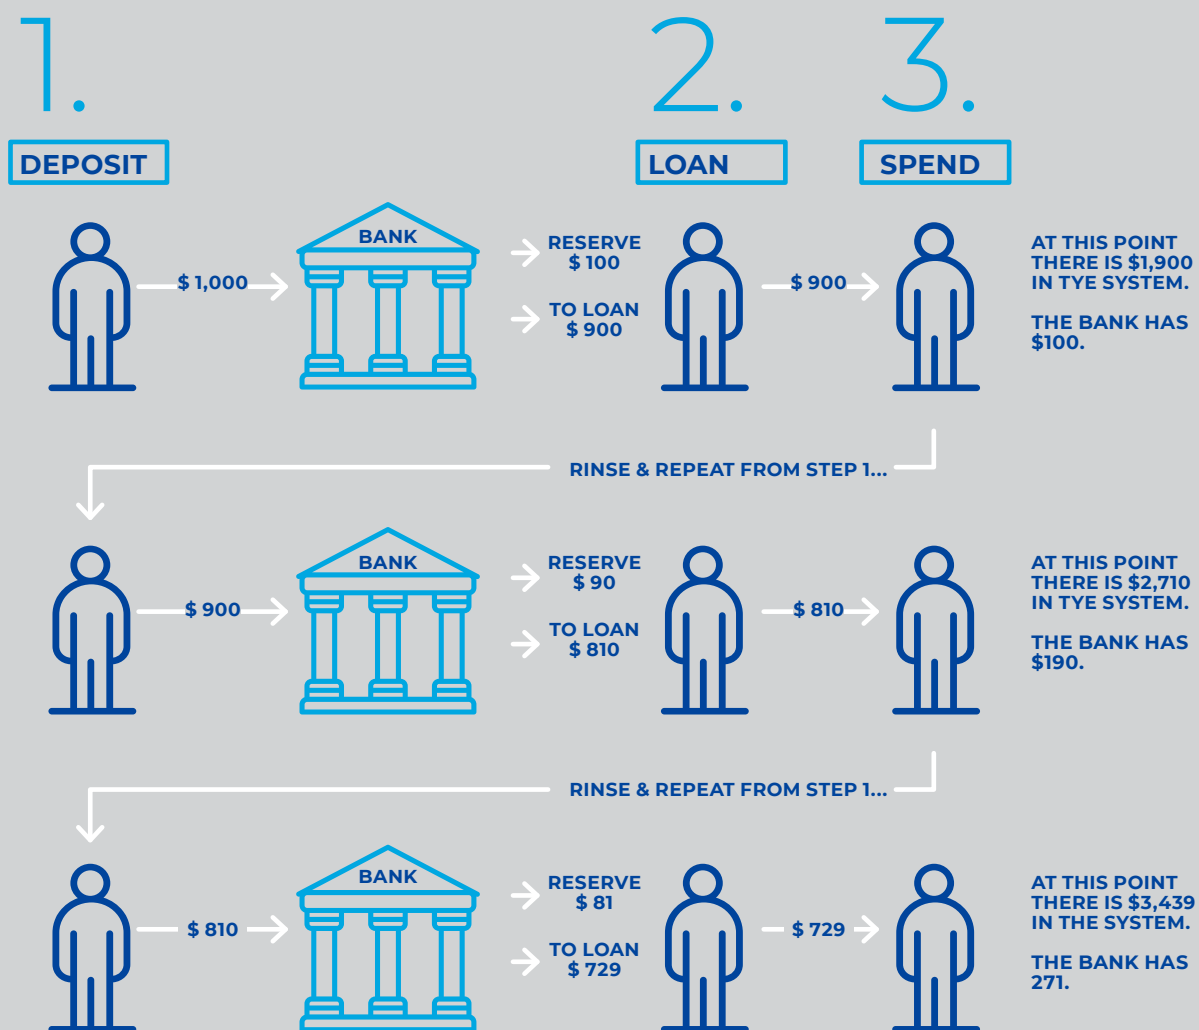 1.
2.
3.
DEPOSIT
LOAN
SPEND
BANK
$ 1,000
RESERVE
$ 100
TO LOAN
$ 900
$ 900
AT THIS POINT
THERE IS $1,900
IN TYE SYSTEM.
THE BANK HAS
$100.
RINSE & REPEAT FROM STEP 1...
BANK
$ 900
RESERVE
$ 90
TO LOAN
$ 810
$ 810
AT THIS POINT
THERE IS $2,710
IN TYE SYSTEM.
THE BANK HAS
$190.
RINSE & REPEAT FROM STEP 1...
BANK
$ 810
RESERVE
$ 81
TO LOAN
$ 729
$ 729
AT THIS POINT
THERE IS $3,439
IN THE SYSTEM.
THE BANK HAS
271.